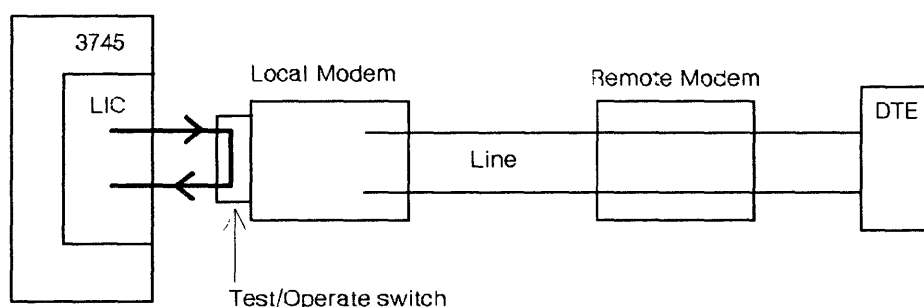 3745
LIC
Local Modem
Remote Modem
DTE
Line
Test/Operate switch